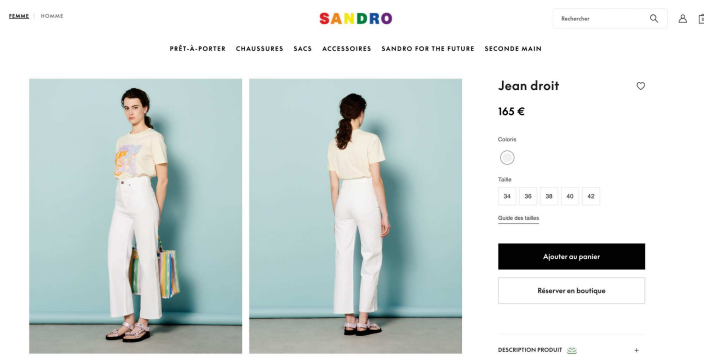 FEMME | HOMME
SANDRO
Rechercher
PRÊT-À-PORTER CHAUSSURES SACS ACCESSOIRES SANDRO FOR THE FUTURE SECONDE MAIN
Jean droit
165 €
Coloris
Taille
34 36 38 40 42
Guide des tailles
Ajouter au panier
Réserver en boutique
DESCRIPTION PRODUIT +